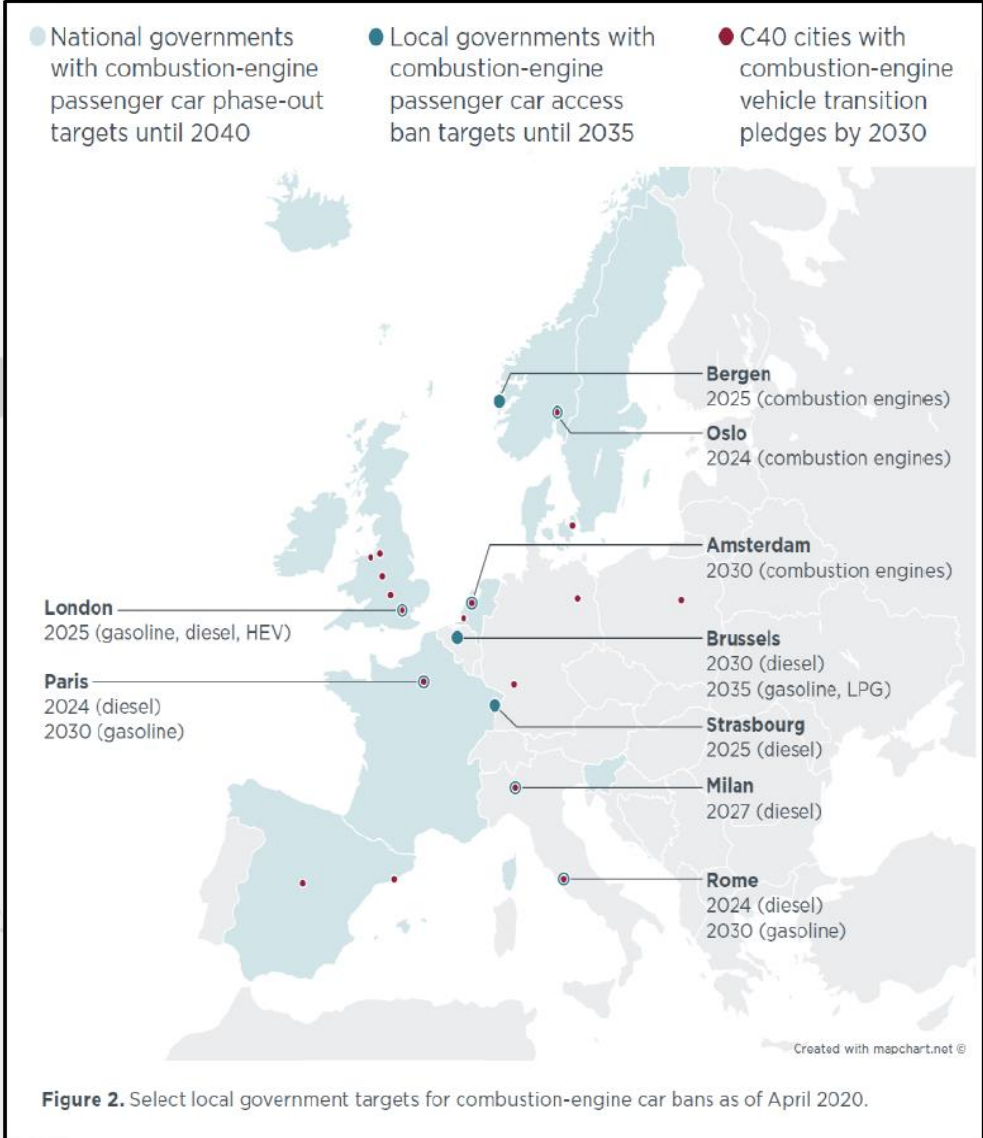 National governments
with combustion-engine
passenger car phase-out
targets until 2040
Local governments with
combustion-engine
passenger car access
ban targets until 2035
C40 cities with
combustion-engine
vehicle transition
pledges by 2030
Bergen
2025 (combustion engines)
Oslo
2024 (combustion engines)
Amsterdam
2030 (combustion engines)
London
2025 (gasoline, diesel, HEV)
Brussels
2030 (diesel)
2035 (gasoline, LPG)
Paris
2024 (diesel)
2030 (gasoline)
Strasbourg
2025 (diesel)
Milan
2027 (diesel)
Rome
2024 (diesel)
2030 (gasoline)
Created with mapchart.net ©
Figure 2. Select local government targets for combustion-engine car bans as of April 2020.